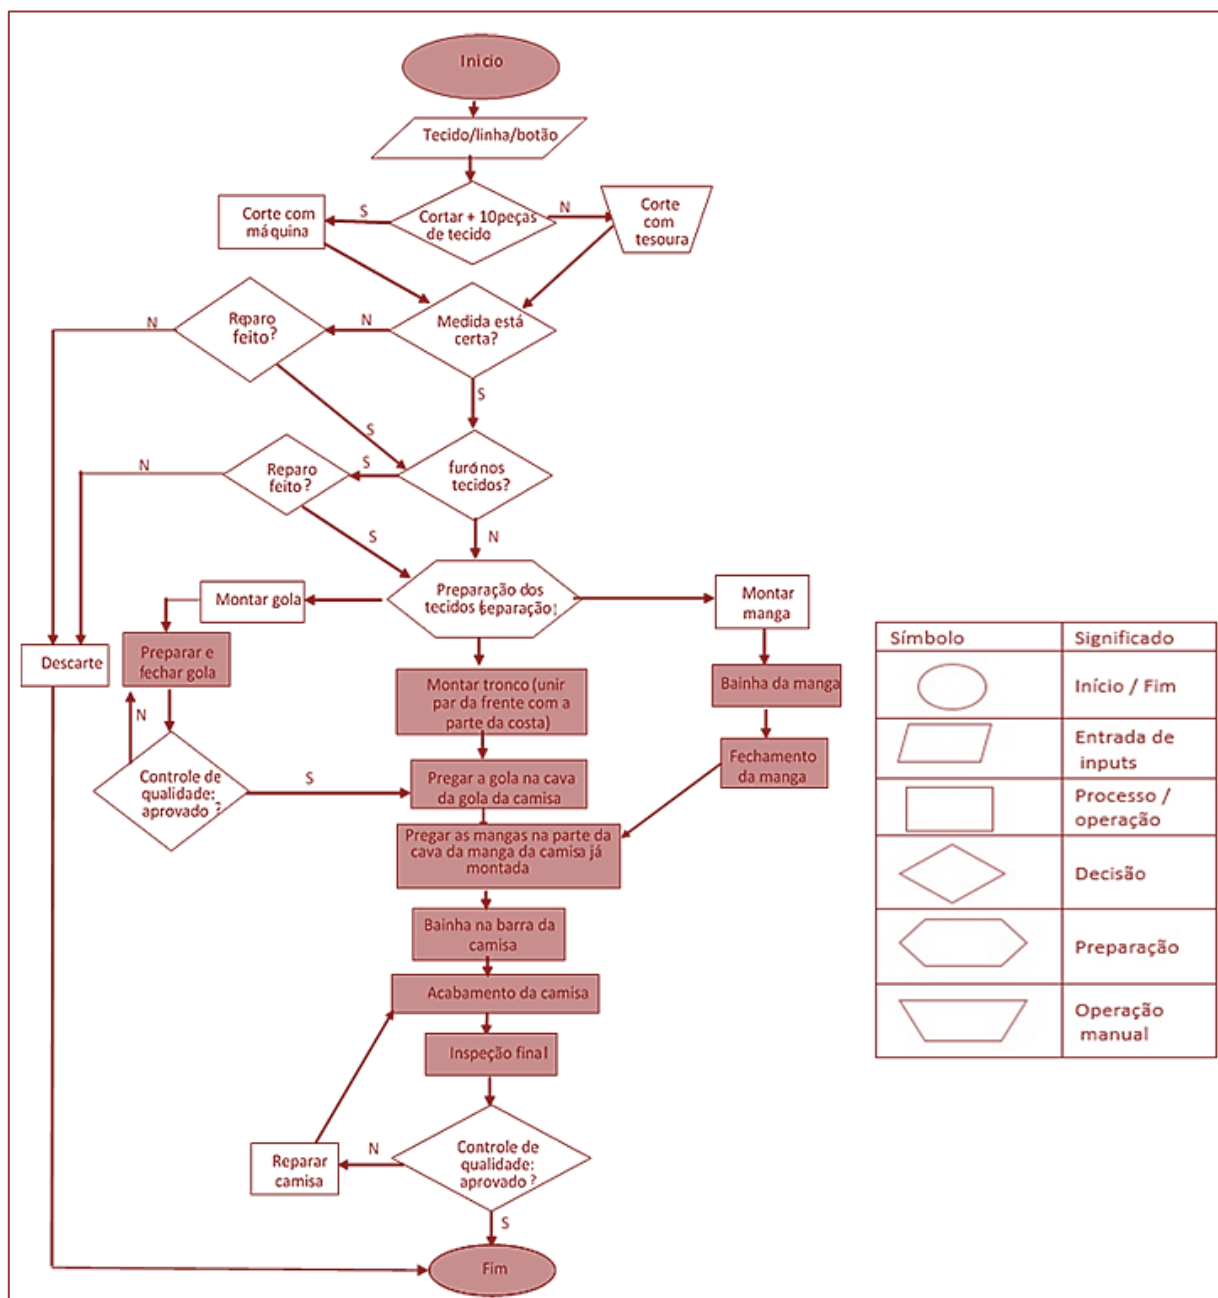 Inicio
Tecido/linha/botão
Corte com
máquina
S
Cortar + 10peças
de tecido
N
Corte
com
tesoura
N
Reparo
feito?
N
Medida está
certa?
S
S
N
Reparo
feito?
S
furo nos
tecidos?
S
N
Montar gola
Preparação dos
tecidos (separação)
Montar
manga
Descarte
Preparar e
fechar gola
Montar tronco (unir
par da frente com a
parte da costa)
Bainha da manga
N
Controle de
qualidade:
aprovado ?
S
Pregar a gola na cava
da gola da camisa
Fechamento
da manga
Pregar as mangas na parte da
cava da manga da camisa já
montada
Bainha na barra da
camisa
Acabamento da camisa
Inspeção final
Reparar
camisa
N
Controle de
qualidade:
aprovado ?
S
Fim
Símbolo
Significado
Início / Fim
Entrada de
inputs
Processo /
operação
Decisão
Preparação
Operação
manual